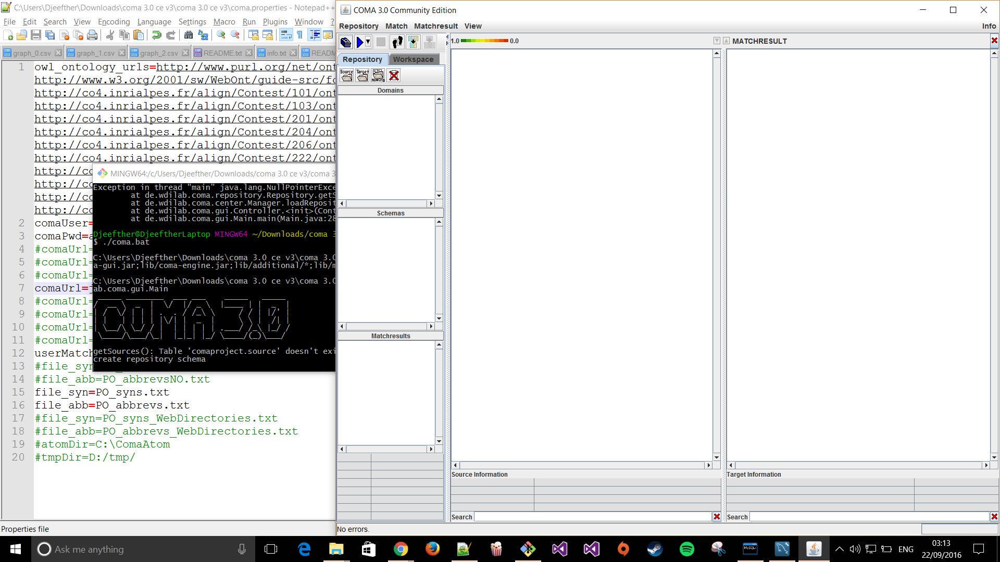 C:\Users\Djeefther\Downloads\coma 3.0 ce v3\coma 3.0 ce v3\coma.properties - Notepad++
File Edit Search View Encoding Language Settings Macro Run Plugins Window ?
graph_0.csv graph_1.csv graph_2.csv README.txt info.txt READM
1 owl_ontology_urls=http://www.purl.org/net/ont
http://www.w3.org/2001/sw/WebOnt/guide-src/fo
http://co4.inrialpes.fr/align/Contest/101/ont
http://co4.inrialpes.fr/align/Contest/103/ont
http://co4.inrialpes.fr/align/Contest/201/ont
http://co4.inrialpes.fr/align/Contest/204/ont
http://co4.inrialpes.fr/align/Contest/206/ont
http://co4.inrialpes.fr/align/Contest/222/ont
http://co
http://co
http://co
http://co
2 comaUser=
3 comaPwd=a
4 #comaUrl=
5 #comaUrl=
6 #comaUrl=
7 comaUrl=j
8 #comaUrl=
9 #comaUrl=
10 #comaUrl=
11 #comaUrl=
12 userMatch
13 #file_syn
14 #file_abb=PO_abbrevsNO.txt
15 file_syn=PO_syns.txt
16 file_abb=PO_abbrevs.txt
17 #file_syn=PO_syns_WebDirectories.txt
18 #file_abb=PO_abbrevs_WebDirectories.txt
19 #atomDir=C:\ComaAtom
20 #tmpDir=D:/tmp/
Properties file
MINGW64:/c/Users/Djeefther/Downloads/coma 3.0 ce v3/coma 3
Exception in thread "main" java.lang.NullPointerExce
at de.wdilab.coma.repository.Repository.getS
at de.wdilab.coma.center.Manager.loadReposit
at de.wdilab.coma.gui.Controller.<init>(Cont
at de.wdilab.coma.gui.Main.main(Main.java:28
Djeefther@DjeeftherLaptop MINGW64 ~/Downloads/coma 3
$ ./coma.bat
C:\Users\Djeefther\Downloads\coma 3.0 ce v3\coma 3.0
a-gui.jar;lib/coma-engine.jar;lib/additional/*;lib/m
C:\Users\Djeefther\Downloads\coma 3.0 ce v3\coma 3.0
ab.coma.gui.Main
COMA 3.0
getSources(): Table 'comaproject.source' doesn't exi
create repository schema
COMA 3.0 Community Edition
Repository Match Matchresult View Info
1.0 0.0 MATCHRESULT
Repository Workspace
Source Target Mapping
Domains
Schemas
Matchresults
Source Information Target Information
Search Search
No errors.
Ask me anything
MySQL
ENG
03:13
22/09/2016